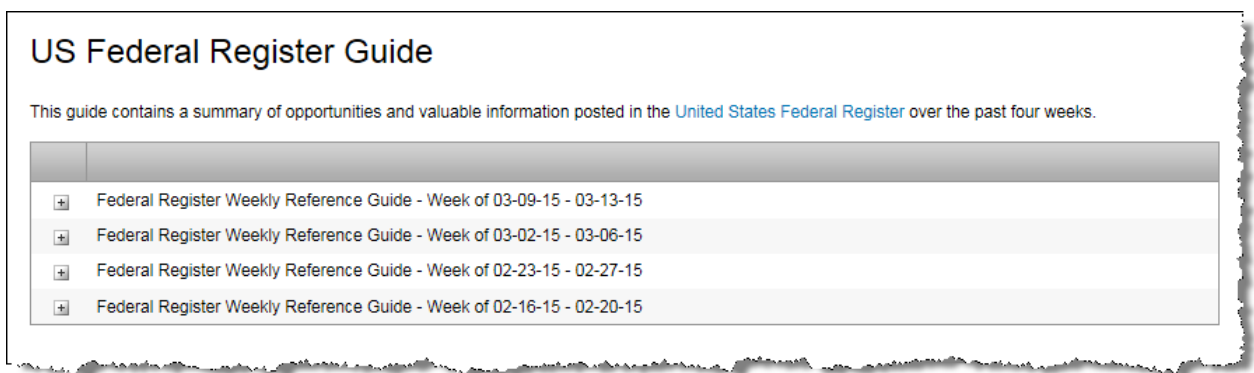 US Federal Register Guide
This guide contains a summary of opportunities and valuable information posted in the United States Federal Register over the past four weeks.
Federal Register Weekly Reference Guide - Week of 03-09-15 - 03-13-15
Federal Register Weekly Reference Guide - Week of 03-02-15 - 03-06-15
Federal Register Weekly Reference Guide - Week of 02-23-15 - 02-27-15
Federal Register Weekly Reference Guide - Week of 02-16-15 - 02-20-15